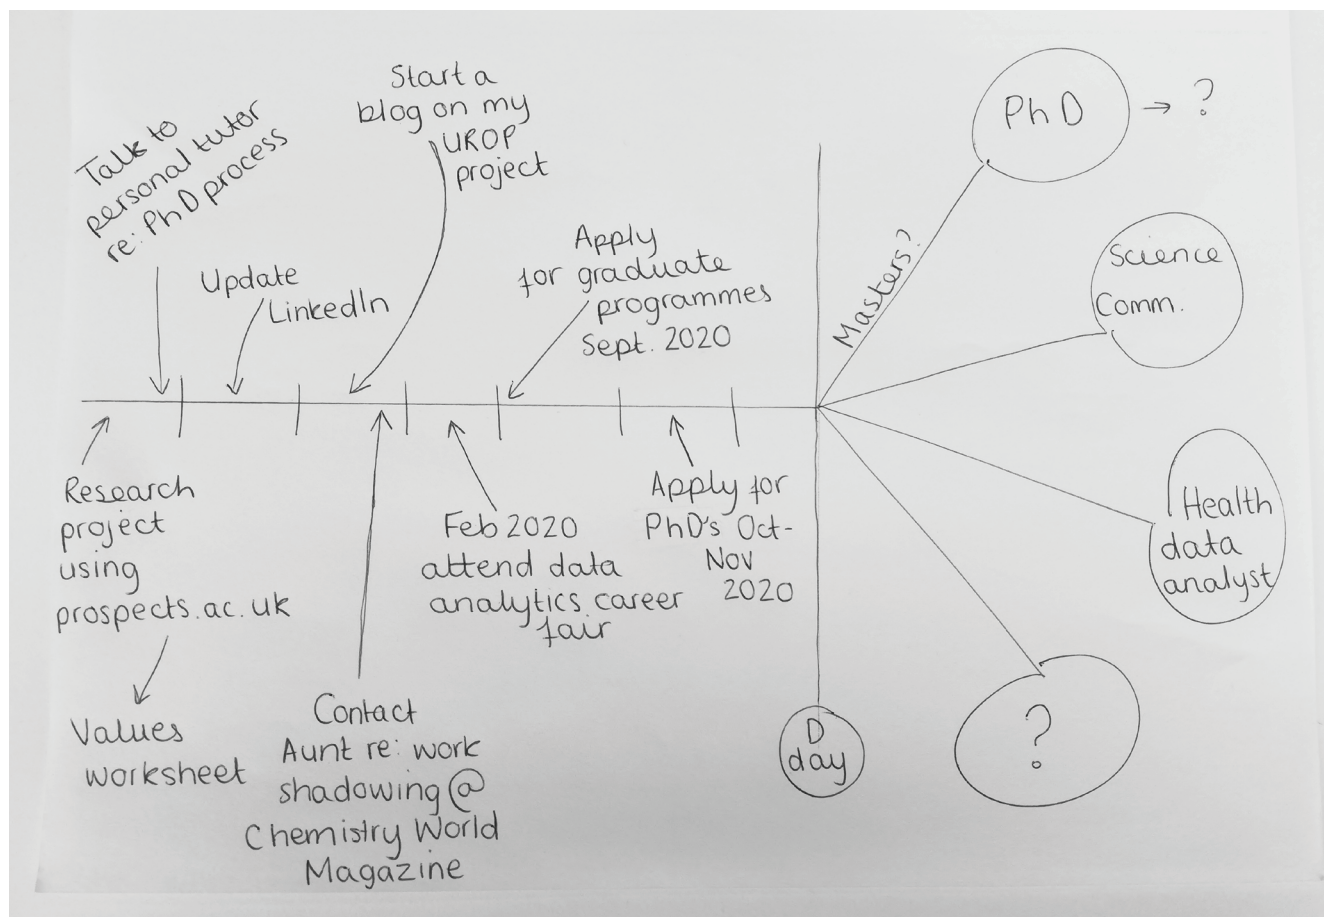 Talk to
personal tutor
re: PhD process
Update
LinkedIn
Start a
blog on my
UROP
project
Apply
for graduate
programmes
Sept. 2020
Research
project
using
prospects.ac.uk
Values
worksheet
Contact
Aunt re: work
shadowing @
Chemistry World
Magazine
Feb 2020
attend data
analytics career
fair
Apply for
PhD's Oct-
Nov
2020
D
day
Masters?
PhD → ?
Science
Comm.
Health
data
analyst
?